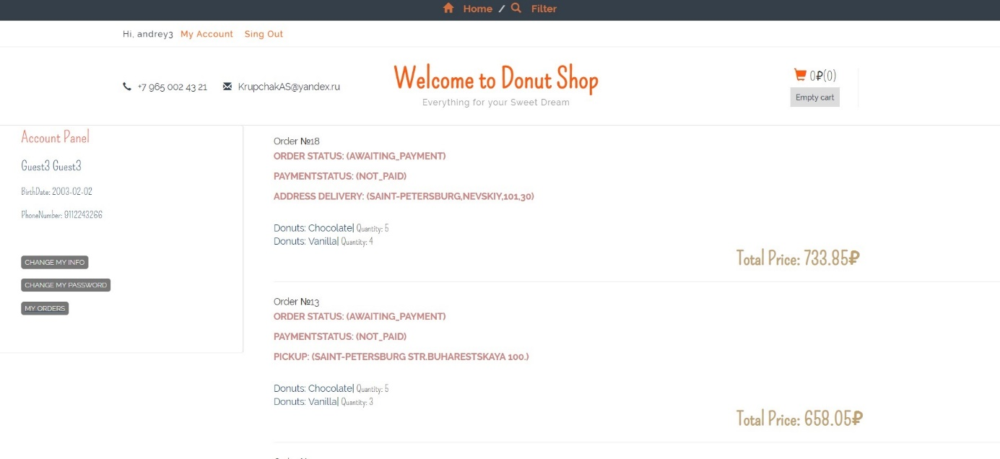 Home / Filter
Hi, andrey3 My Account Sing Out
+7 965 002 43 21 KrupchakAS@yandex.ru
Welcome to Donut Shop
Everything for your Sweet Dream
0₽(0)
Empty cart
Account Panel
Guest3 Guest3
BirthDate: 2003-02-02
PhoneNumber: 9112243266
CHANGE MY INFO
CHANGE MY PASSWORD
MY ORDERS
Order №18
ORDER STATUS: (AWAITING_PAYMENT)
PAYMENTSTATUS: (NOT_PAID)
ADDRESS DELIVERY: (SAINT-PETERSBURG,NEVSKIY,101,30)
Donuts: Chocolate| Quantity: 5
Donuts: Vanilla| Quantity: 4
Total Price: 733.85₽
Order №13
ORDER STATUS: (AWAITING_PAYMENT)
PAYMENTSTATUS: (NOT_PAID)
PICKUP: (SAINT-PETERSBURG STR.BUHARESTSKAYA 100.)
Donuts: Chocolate| Quantity: 5
Donuts: Vanilla| Quantity: 3
Total Price: 658.05₽